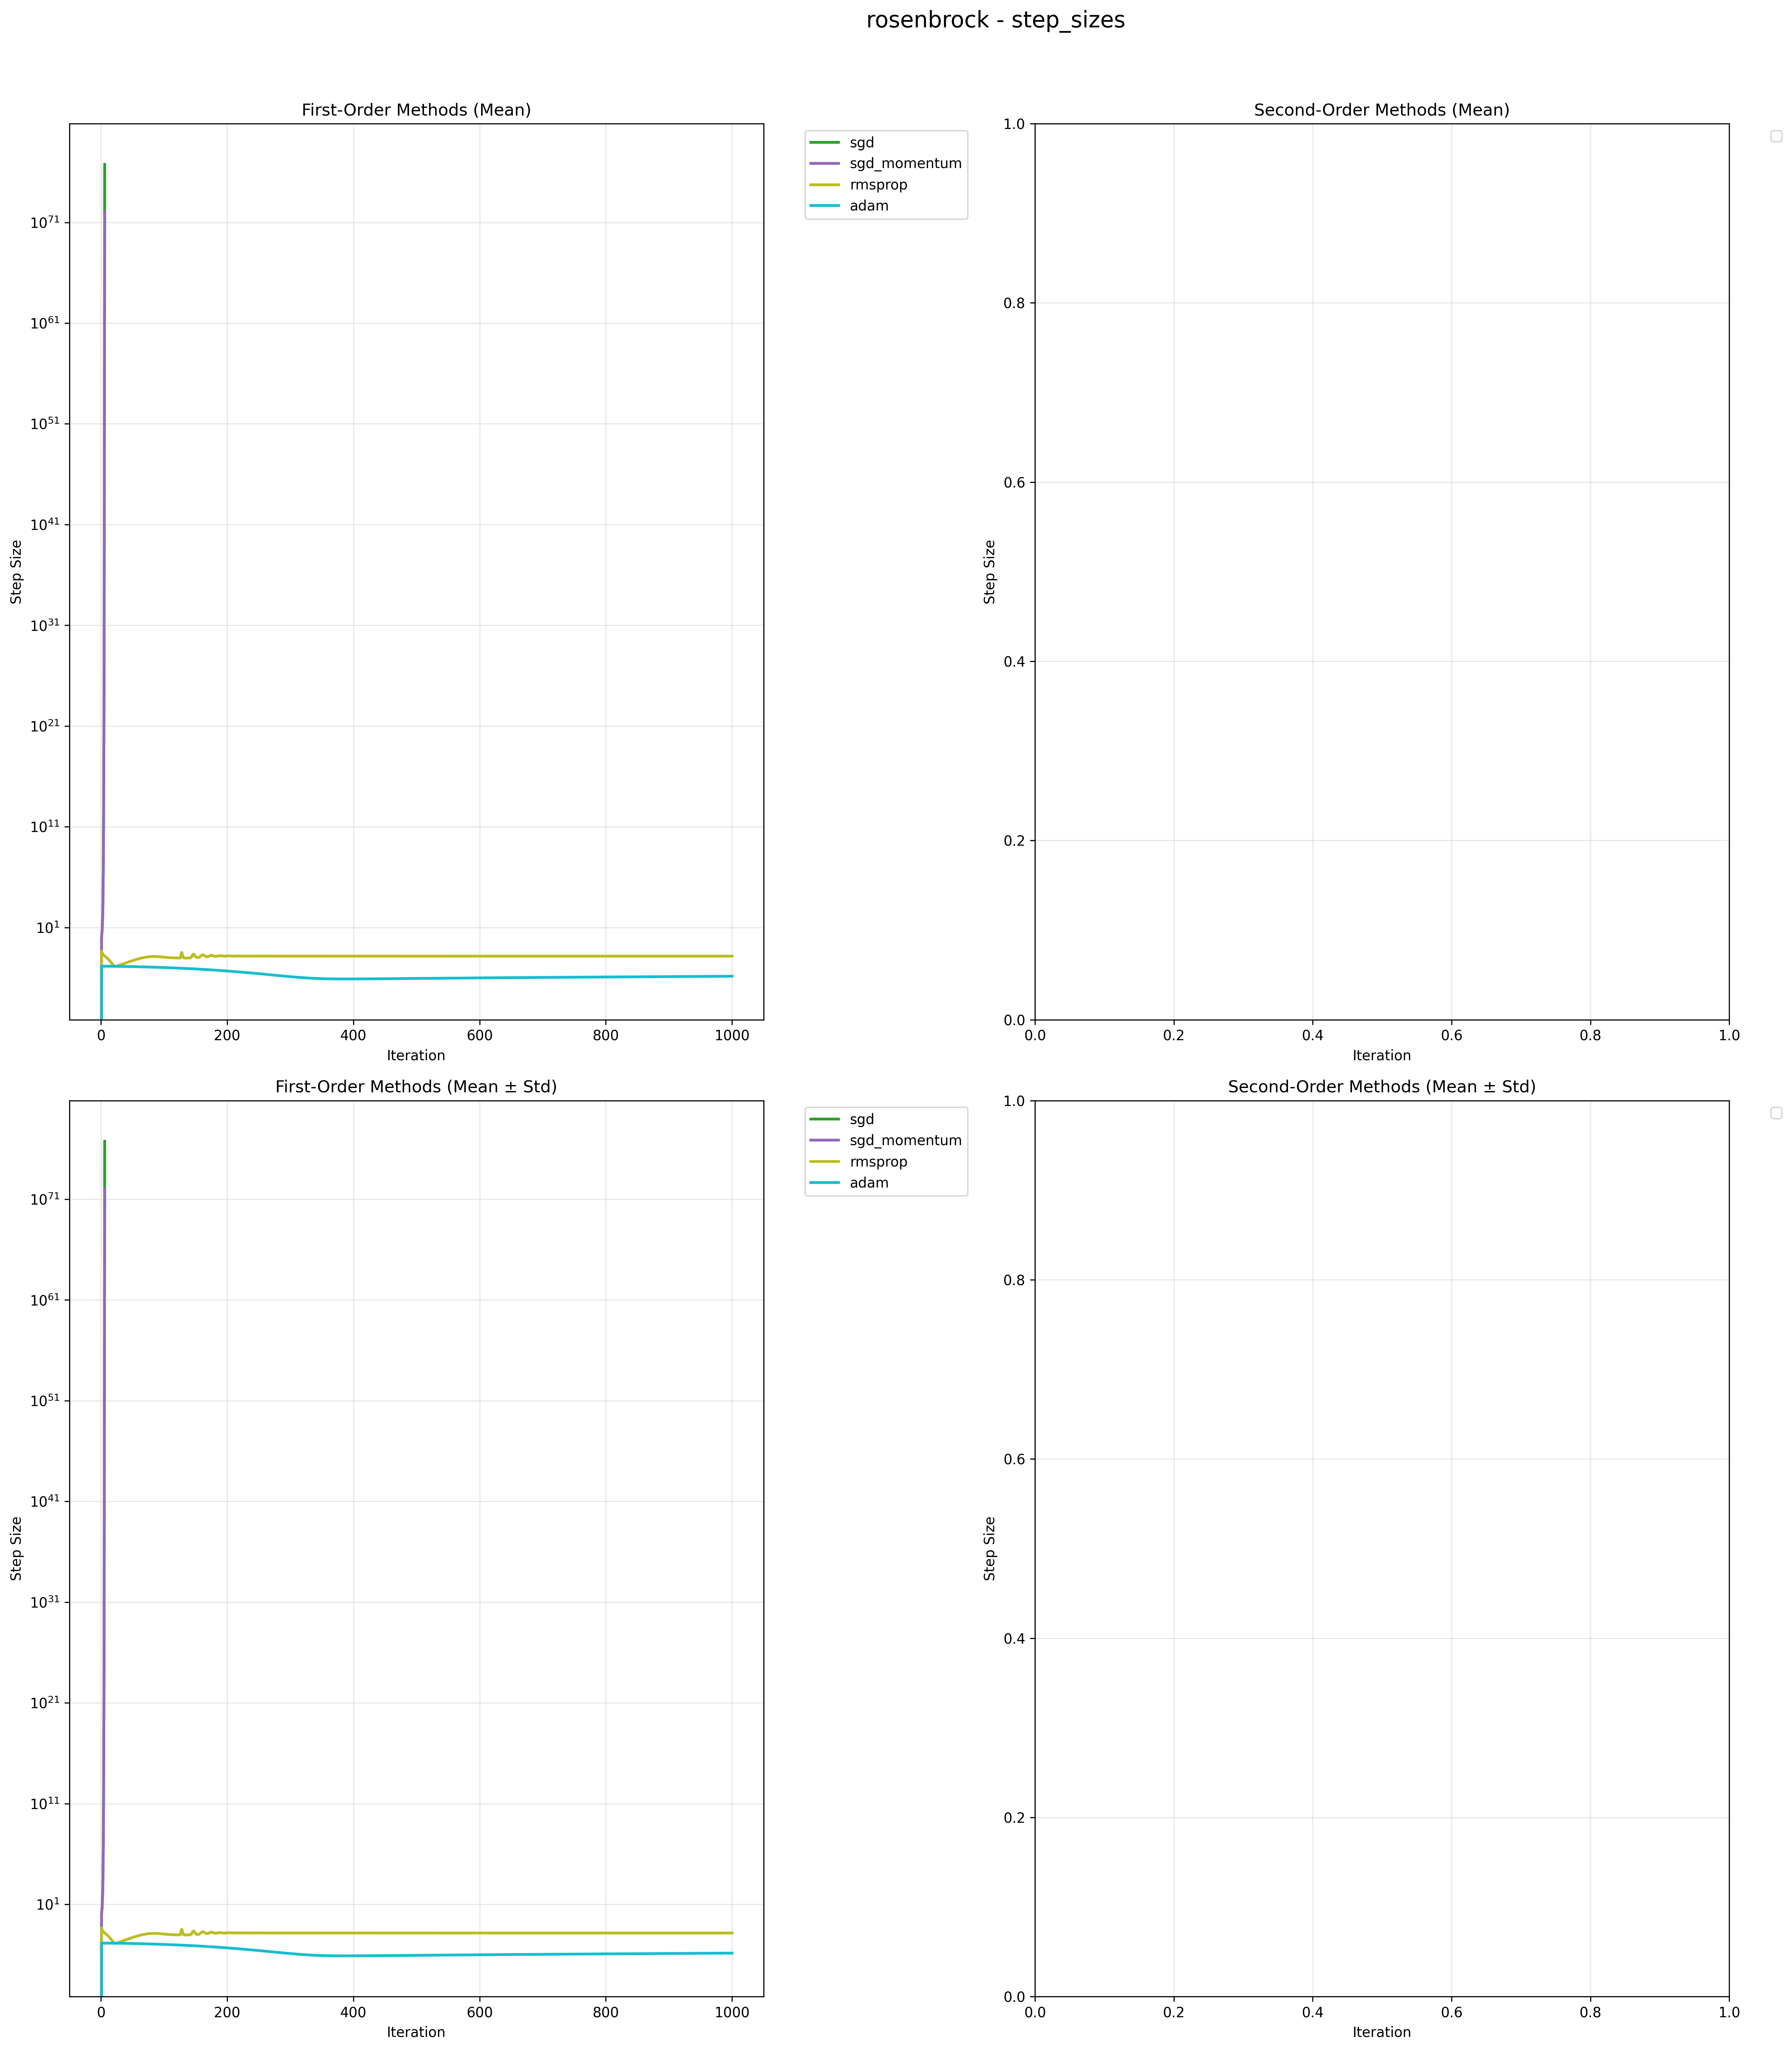 rosenbrock - step_sizes
First-Order Methods (Mean)
Step Size
10^71
10^61
10^51
10^41
10^31
10^21
10^11
10^1
0 200 400 600 800 1000
Iteration
sgd
sgd_momentum
rmsprop
adam
Second-Order Methods (Mean)
Step Size
1.0
0.8
0.6
0.4
0.2
0.0
0.0 0.2 0.4 0.6 0.8 1.0
Iteration
First-Order Methods (Mean ± Std)
Step Size
10^71
10^61
10^51
10^41
10^31
10^21
10^11
10^1
0 200 400 600 800 1000
Iteration
sgd
sgd_momentum
rmsprop
adam
Second-Order Methods (Mean ± Std)
Step Size
1.0
0.8
0.6
0.4
0.2
0.0
0.0 0.2 0.4 0.6 0.8 1.0
Iteration